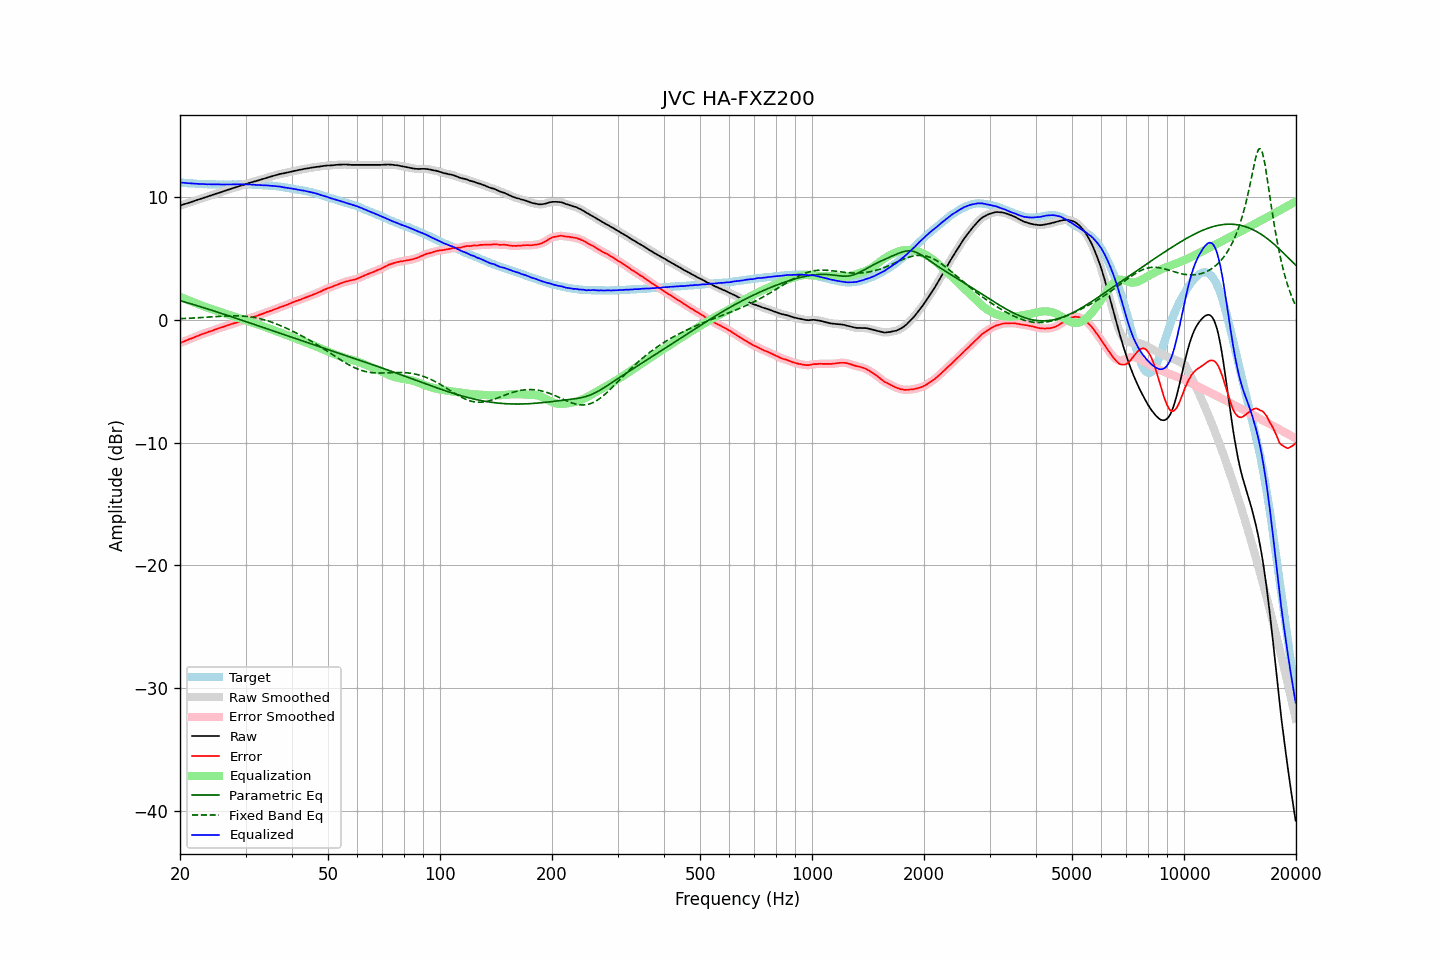 JVC HA-FXZ200
Amplitude (dBr)
10
0
−10
−20
−30
−40
Target
Raw Smoothed
Error Smoothed
Raw
Error
Equalization
Parametric Eq
Fixed Band Eq
Equalized
20 50 100 200 500 1000 2000 5000 10000 20000
Frequency (Hz)